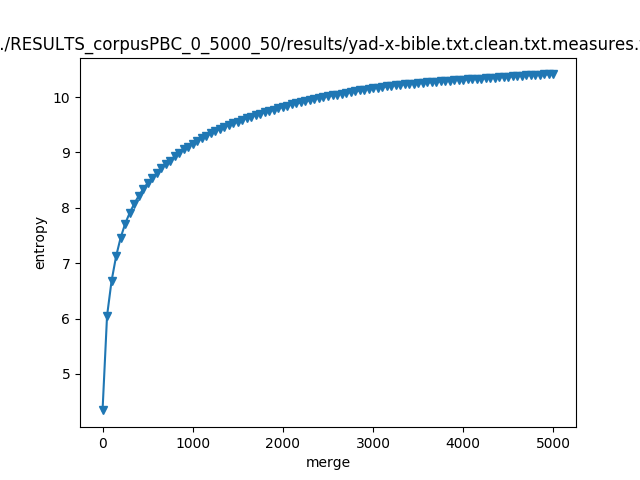 ./RESULTS_corpusPBC_0_5000_50/results/yad-x-bible.txt.clean.txt.measures.
entropy
10
9
8
7
6
5
0 1000 2000 3000 4000 5000
merge